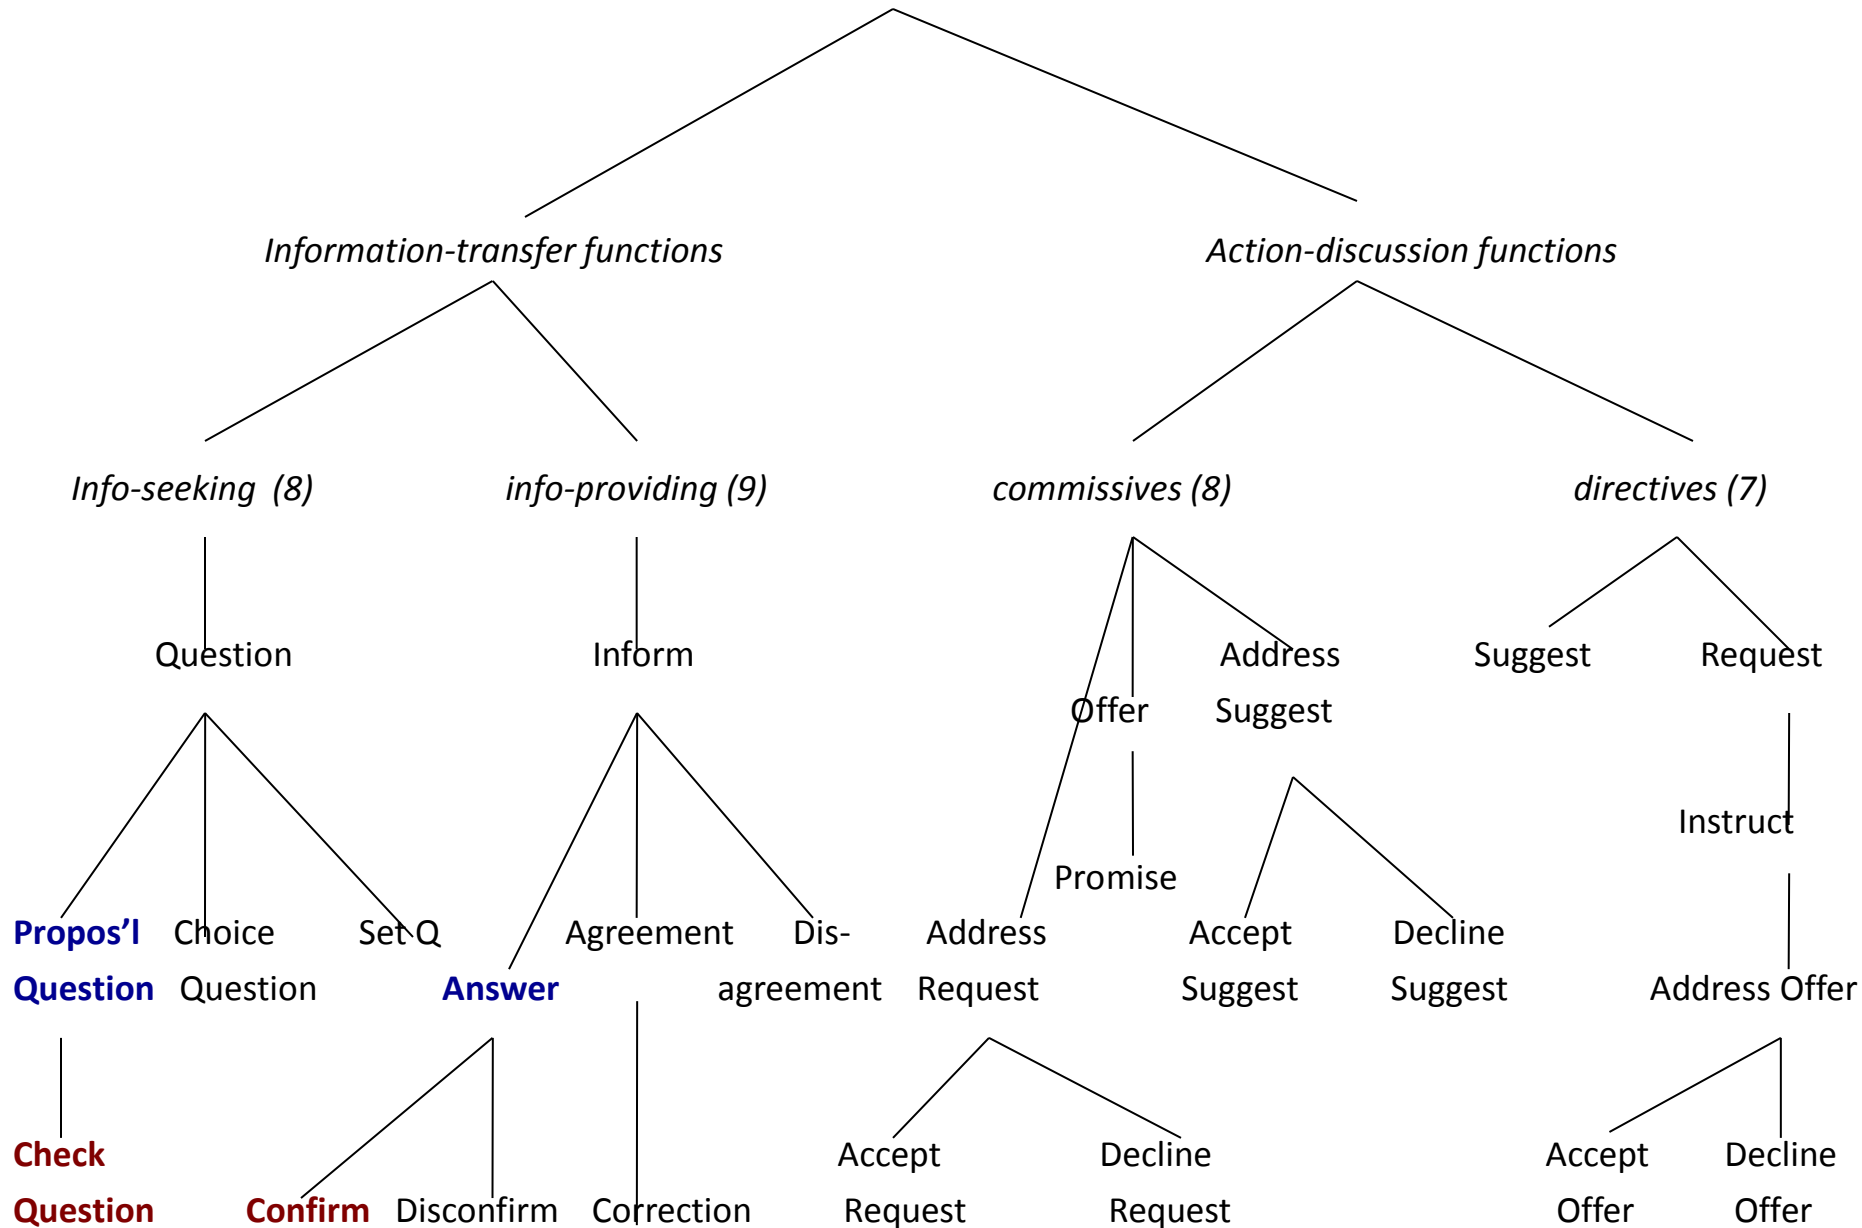 Information-transfer functions Action-discussion functions
Info-seeking (8) info-providing (9) commissives (8) directives (7)
Question Inform Address Suggest Request
Offer Suggest
Instruct
Promise
Propos’l Choice Set Q Agreement Dis- Address Accept Decline
Question Question Answer agreement Request Suggest Suggest Address Offer
Check Accept Decline Accept Decline
Question Confirm Disconfirm Correction Request Request Offer Offer